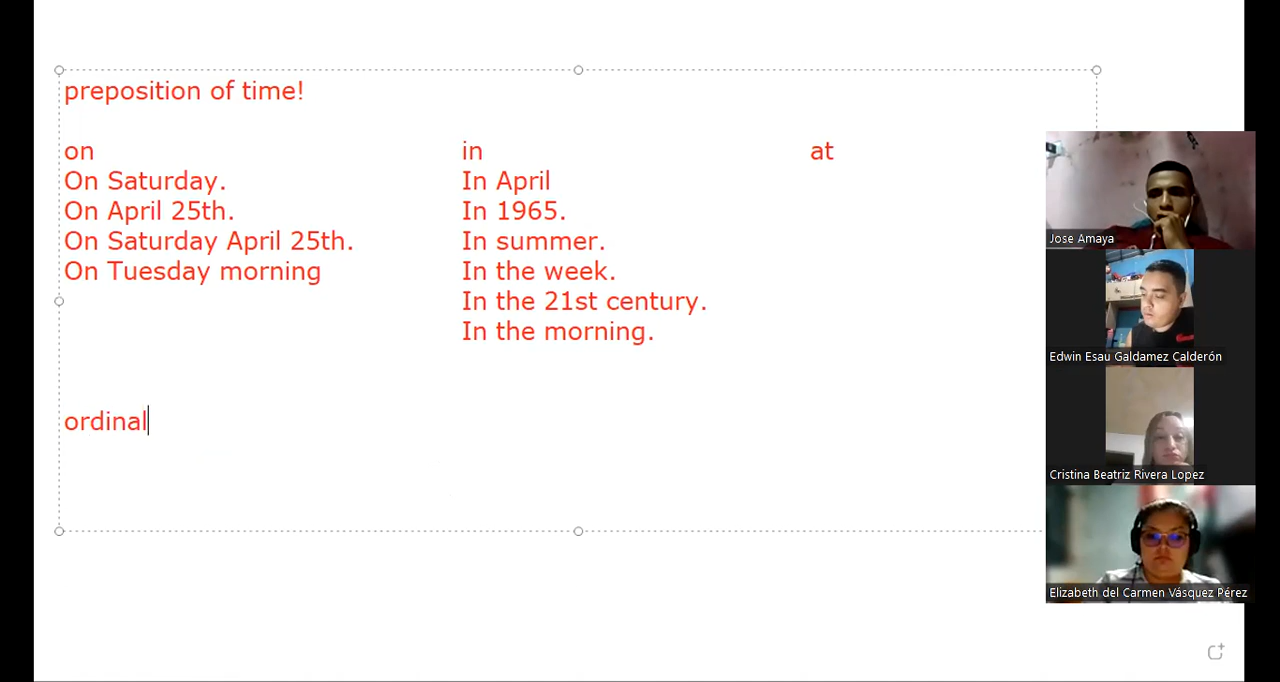 preposition of time!
on in at
On Saturday. In April
On April 25th. In 1965.
On Saturday April 25th. In summer.
On Tuesday morning In the week.
In the 21st century.
In the morning.
ordinal
Jose Amaya
Edwin Esau Galdamez Calderón
Cristina Beatriz Rivera Lopez
Elizabeth del Carmen Vásquez Pérez